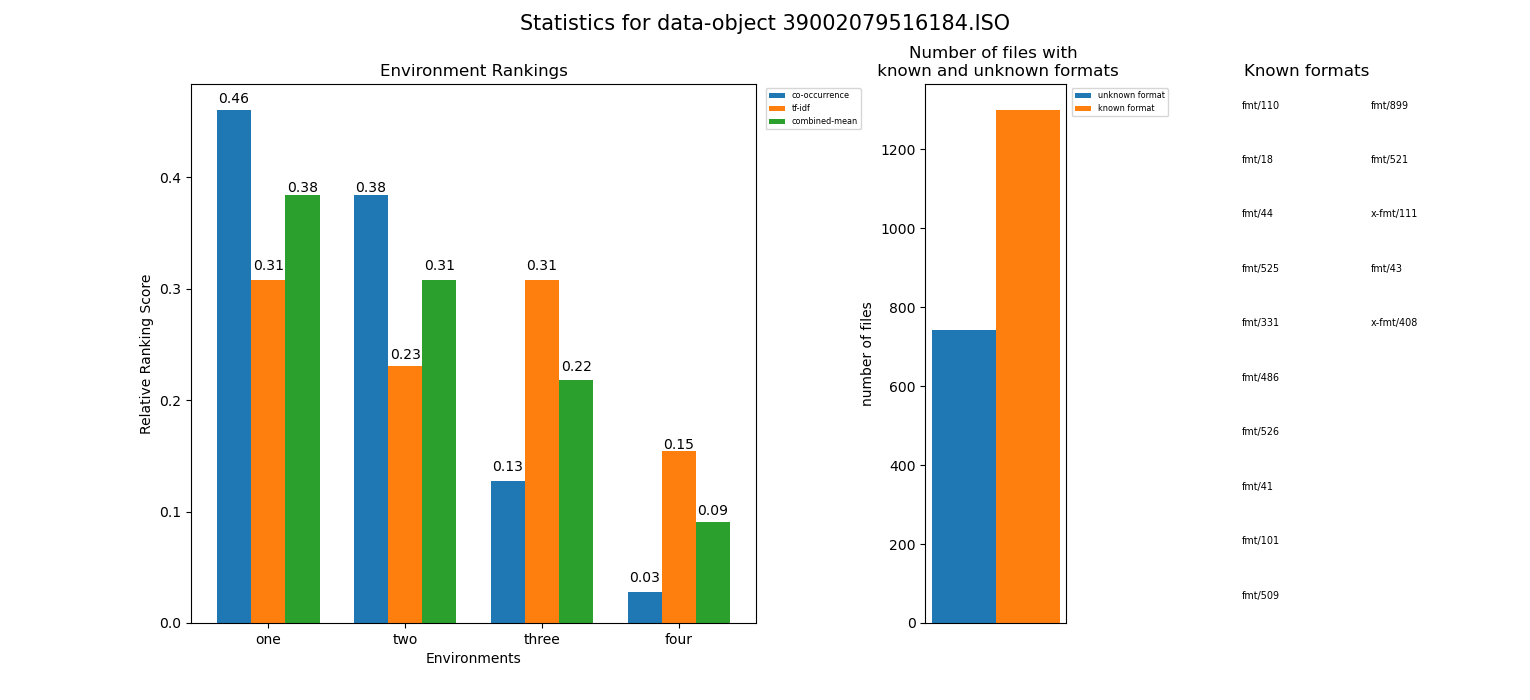 Statistics for data-object 39002079516184.ISO
Environment Rankings
Relative Ranking Score
0.4
0.3
0.2
0.1
0.0
0.46
0.31
0.38
0.38
0.23
0.31
0.13
0.31
0.22
0.03
0.15
0.09
one
two
three
four
Environments
co-occurrence
tf-idf
combined-mean
Number of files with
known and unknown formats
number of files
1200
1000
800
600
400
200
0
unknown format
known format
Known formats
fmt/110
fmt/18
fmt/44
fmt/525
fmt/331
fmt/486
fmt/526
fmt/41
fmt/101
fmt/509
fmt/899
fmt/521
x-fmt/111
fmt/43
x-fmt/408